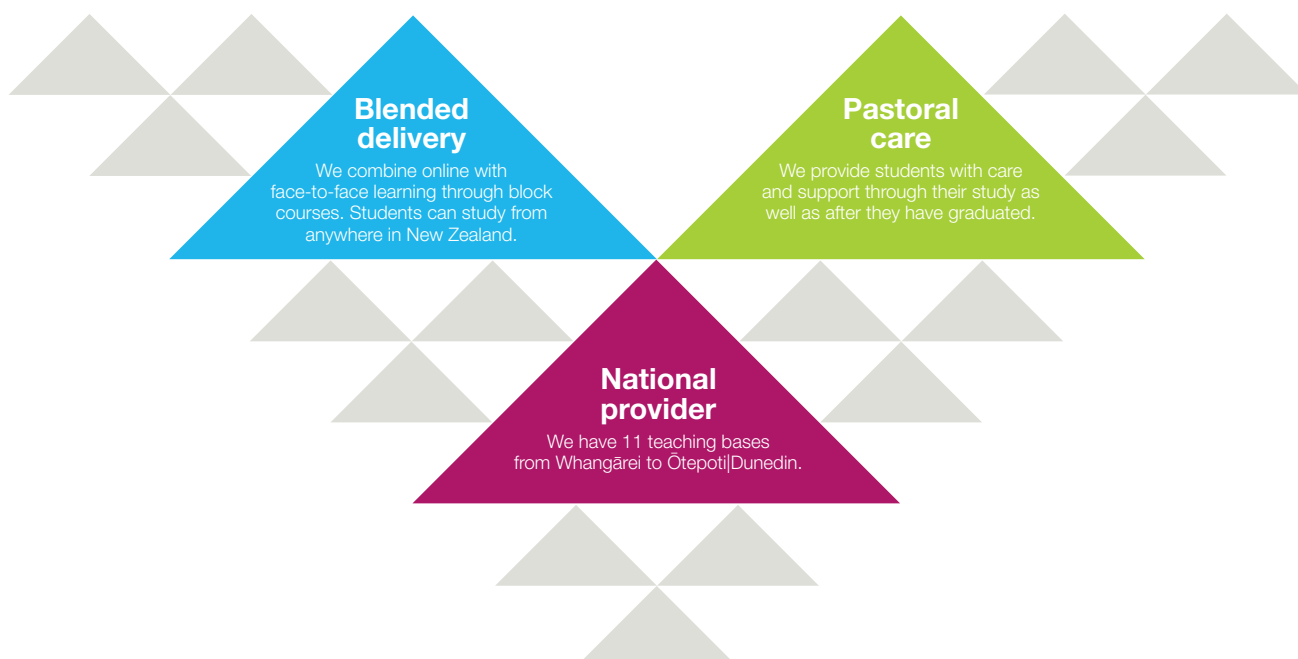 Blended
delivery
We combine online with
face-to-face learning through block
courses. Students can study from
anywhere in New Zealand.
Pastoral
care
We provide students with care
and support through their study as
well as after they have graduated.
National
provider
We have 11 teaching bases
from Whangārei to Ōtepoti|Dunedin.